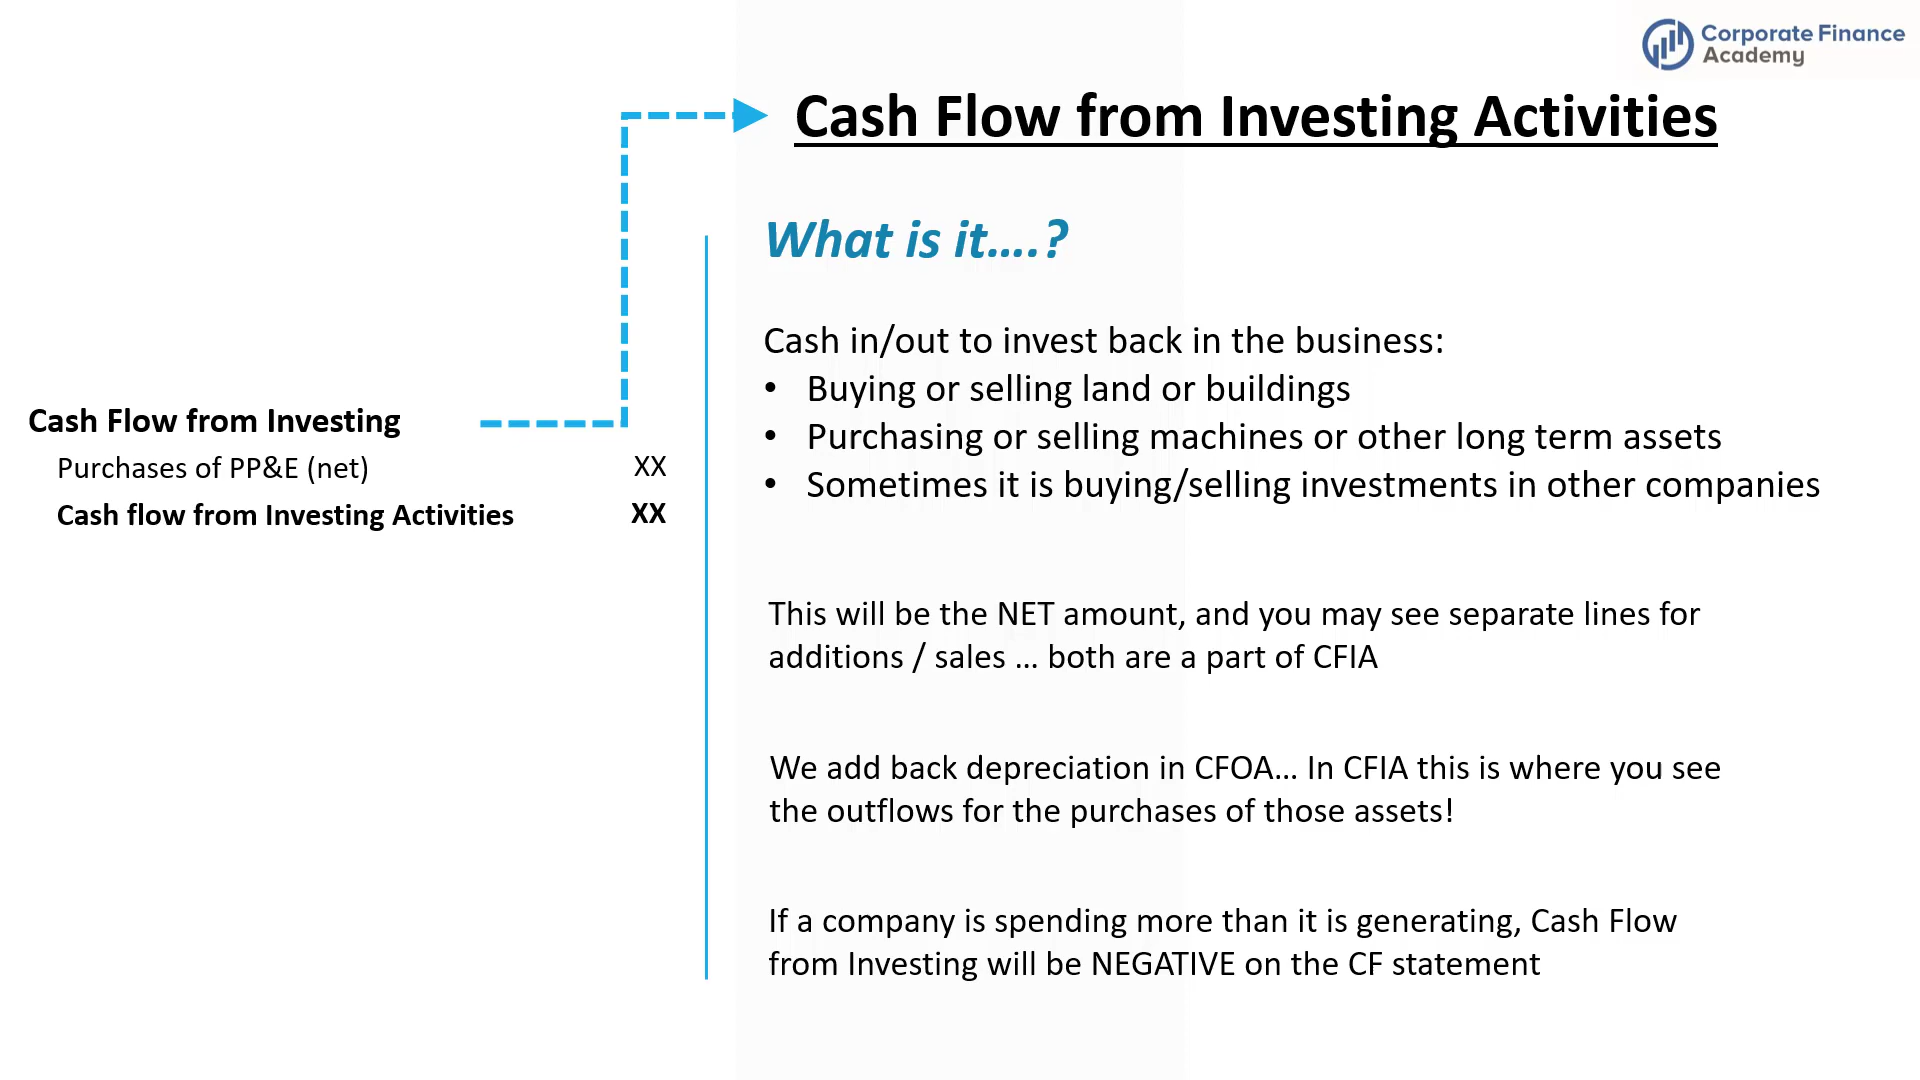 Corporate Finance
Academy
Cash Flow from Investing Activities
What is it....?
Cash in/out to invest back in the business:
• Buying or selling land or buildings
• Purchasing or selling machines or other long term assets
• Sometimes it is buying/selling investments in other companies
Cash Flow from Investing
Purchases of PP&E (net) XX
Cash flow from Investing Activities XX
This will be the NET amount, and you may see separate lines for
additions / sales ... both are a part of CFIA
We add back depreciation in CFOA... In CFIA this is where you see
the outflows for the purchases of those assets!
If a company is spending more than it is generating, Cash Flow
from Investing will be NEGATIVE on the CF statement